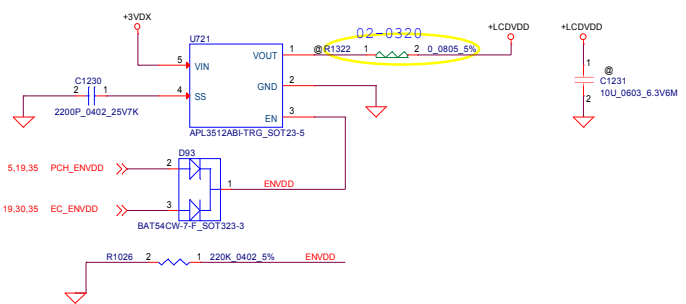 02-0320
+3VDX
U721
+LCDVDD
+LCDVDD
5 VIN
VOUT 1
@ R1322 1 2 0_0805_5%
C1230
2 1
2200P_0402_25V7K
4 SS
GND 2
EN 3
APL3512ABI-TRG_SOT23-5
1 @
C1231
10U_0603_6.3V6M
2
D93
5,19,35 PCH_ENVDD 2
1 ENVDD
19,30,35 EC_ENVDD 3
BAT54CW-7-F_SOT323-3
R1026 2 1 220K_0402_5% ENVDD